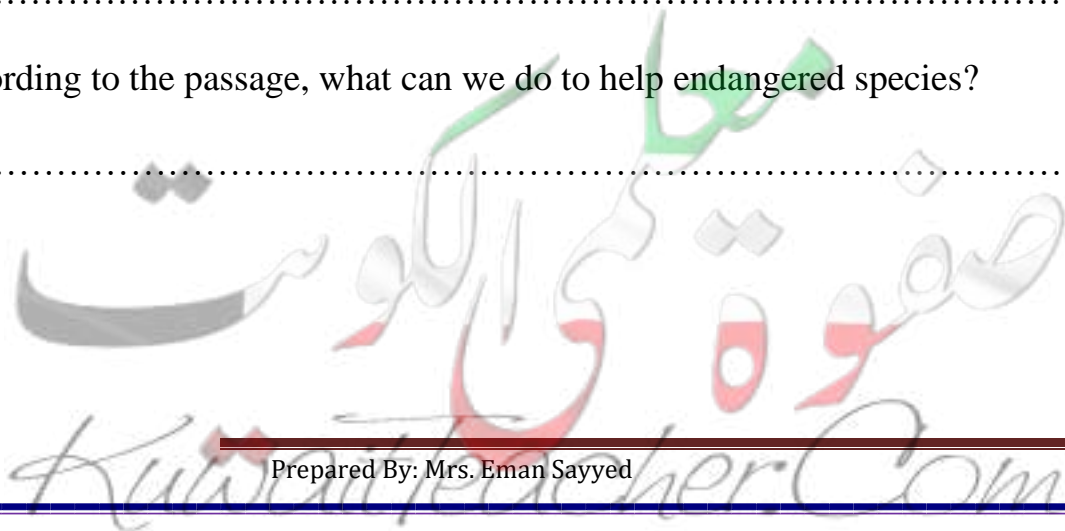 ……………………………………………………………………………………
ording to the passage, what can we do to help endangered species?
……………………………………………………………………………………
صفوة معلمى الكويت
KuwaitTeacher.Com
Prepared By: Mrs. Eman Sayyed